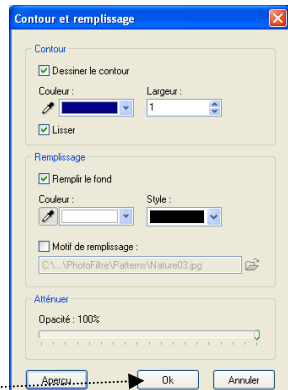 Contour et remplissage
Contour
Dessiner le contour
Couleur : Largeur :
1
Lisser
Remplissage
Remplir le fond
Couleur : Style :
Motif de remplissage :
C:\...\PhotoFiltre\Patterns\Nature03.jpg
Atténuer
Opacité : 100%
Aperçu Ok Annuler